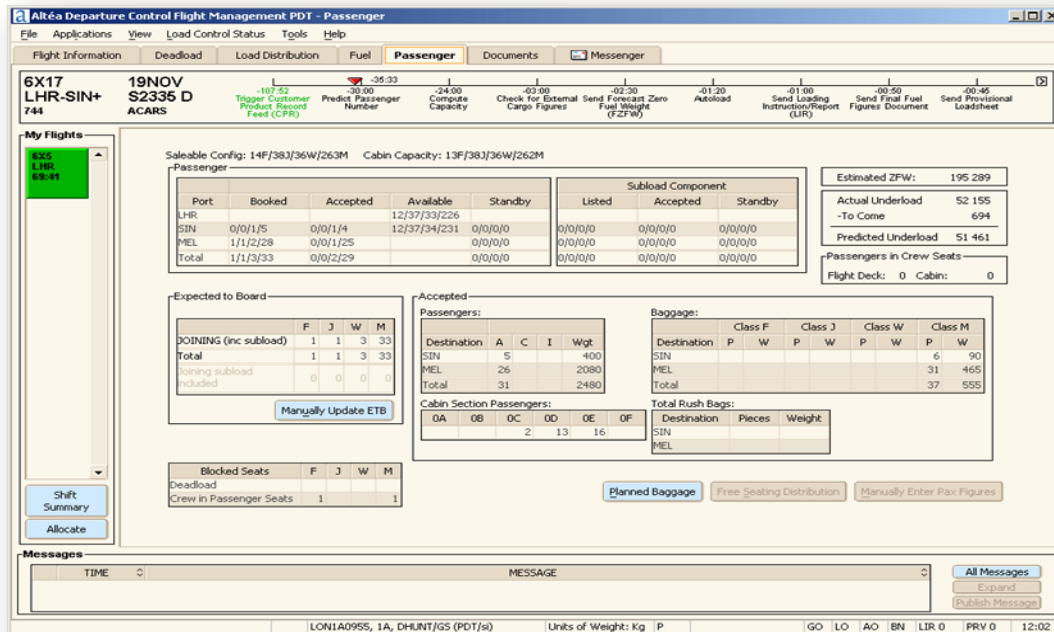 Altéa Departure Control Flight Management PDT - Passenger
File Applications View Load Control Status Tools Help
Flight Information Deadload Load Distribution Fuel Passenger Documents Messenger
6X17 19NOV
LHR-SIN+ S2335 D
744 ACARS
-35:33
-107:52 -30:00 -24:00 -03:00 -02:30 -01:20 -01:00 -00:50 -00:45
Trigger Customer Product Record Feed (CPR)
Predict Passenger Number
Compute Capacity
Check for External Cargo Figures
Send Forecast Zero Fuel Weight (FZFW)
Autoload
Send Loading Instruction/Report (LIR)
Send Final Fuel Figures Document
Send Provisional Loadsheet
My Flights
6X5
LHR
69:41
Shift Summary
Allocate
Saleable Config: 14F/38J/36W/263M Cabin Capacity: 13F/38J/36W/262M
Passenger
Subload Component
Port Booked Accepted Available Standby Listed Accepted Standby
LHR 12/37/33/226
SIN 0/0/1/5 0/0/1/4 12/37/34/231 0/0/0/0 0/0/0/0 0/0/0/0 0/0/0/0
MEL 1/1/2/28 0/0/1/25 0/0/0/0 0/0/0/0 0/0/0/0 0/0/0/0
Total 1/1/3/33 0/0/2/29 0/0/0/0 0/0/0/0 0/0/0/0 0/0/0/0
Estimated ZFW: 195 289
Actual Underload 52 155
-To Come 694
Predicted Underload 51 461
Passengers in Crew Seats
Flight Deck: 0 Cabin: 0
Expected to Board
F J W M
JOINING (inc subload) 1 1 3 33
Total 1 1 3 33
Joining subload included 0 0 0 0
Manually Update ETB
Accepted
Passengers:
Destination A C I Wgt
SIN 5 400
MEL 26 2080
Total 31 2480
Cabin Section Passengers:
0A 0B 0C 0D 0E 0F
2 13 16
Baggage:
Class F Class J Class W Class M
Destination P W P W P W P W
SIN 6 90
MEL 31 465
Total 37 555
Total Rush Bags:
Destination Pieces Weight
SIN
MEL
Blocked Seats F J W M
Deadload
Crew in Passenger Seats 1 1
Planned Baggage Free Seating Distribution Manually Enter Pax Figures
Messages
TIME MESSAGE
All Messages
Expand
Publish Message
LON1A0955, 1A, DHUNT/GS (PDT/si) Units of Weight: Kg P GO LO AO BN LIR 0 PRV 0 12:02